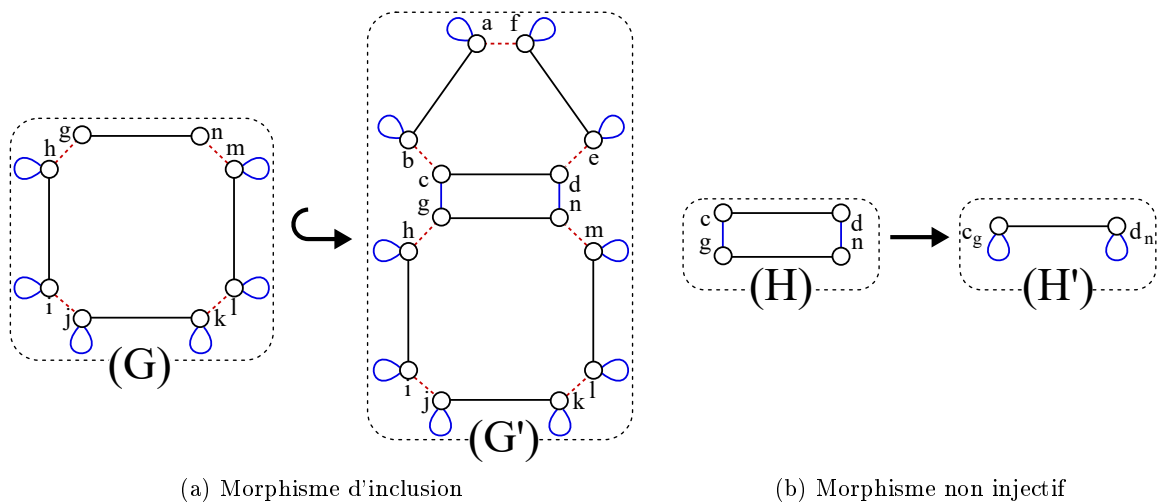 a f
g n
h m
b e
c d
g n
h m
i l
j k
(G)
i l
j k
(G')
c d
g n
(H)
c_g d_n
(H')
(a) Morphisme d'inclusion
(b) Morphisme non injectif